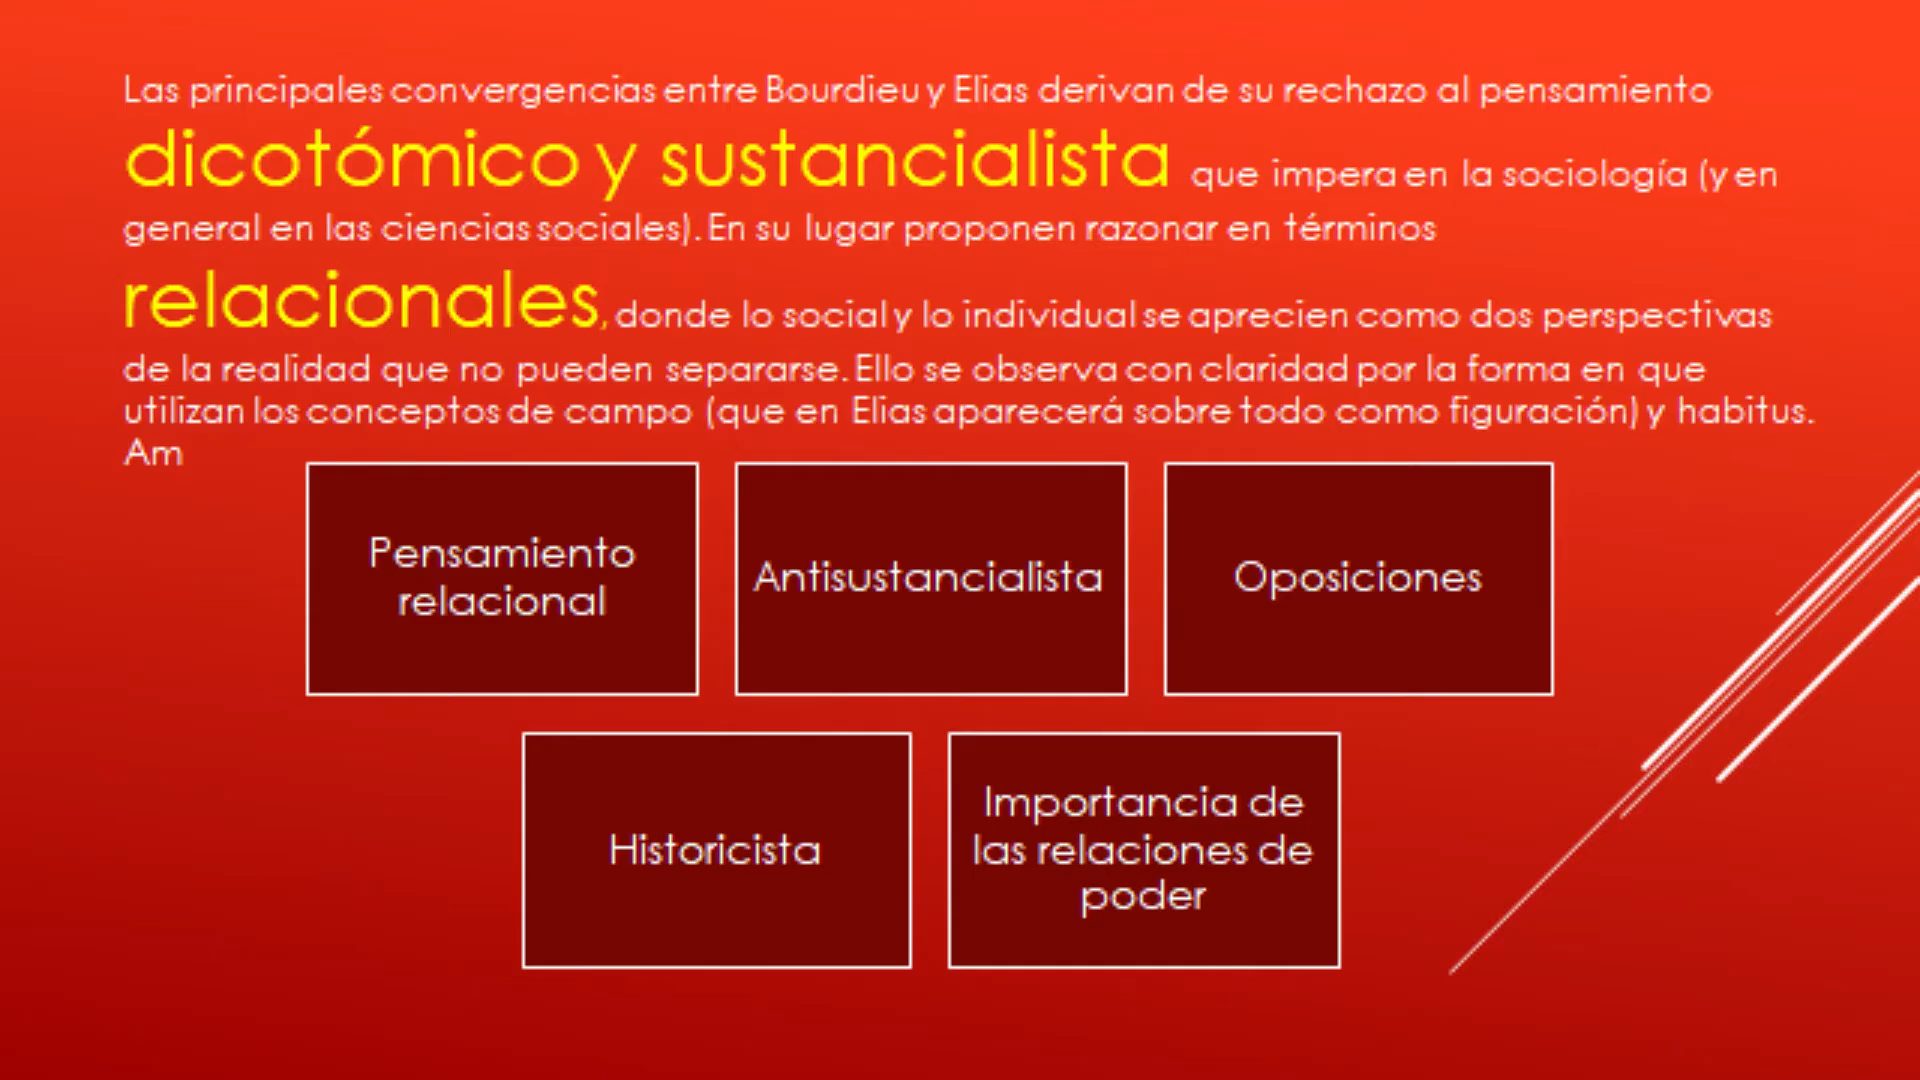 Las principales convergencias entre Bourdieu y Elias derivan de su rechazo al pensamiento
dicotómico y sustancialista que impera en la sociología (y en
general en las ciencias sociales). En su lugar proponen razonar en términos
relacionales, donde lo social y lo individual se aprecien como dos perspectivas
de la realidad que no pueden separarse. Ello se observa con claridad por la forma en que
utilizan los conceptos de campo (que en Elias aparecerá sobre todo como figuración) y habitus.
Am
Pensamiento
relacional
Antisustancialista
Oposiciones
Historicista
Importancia de
las relaciones de
poder